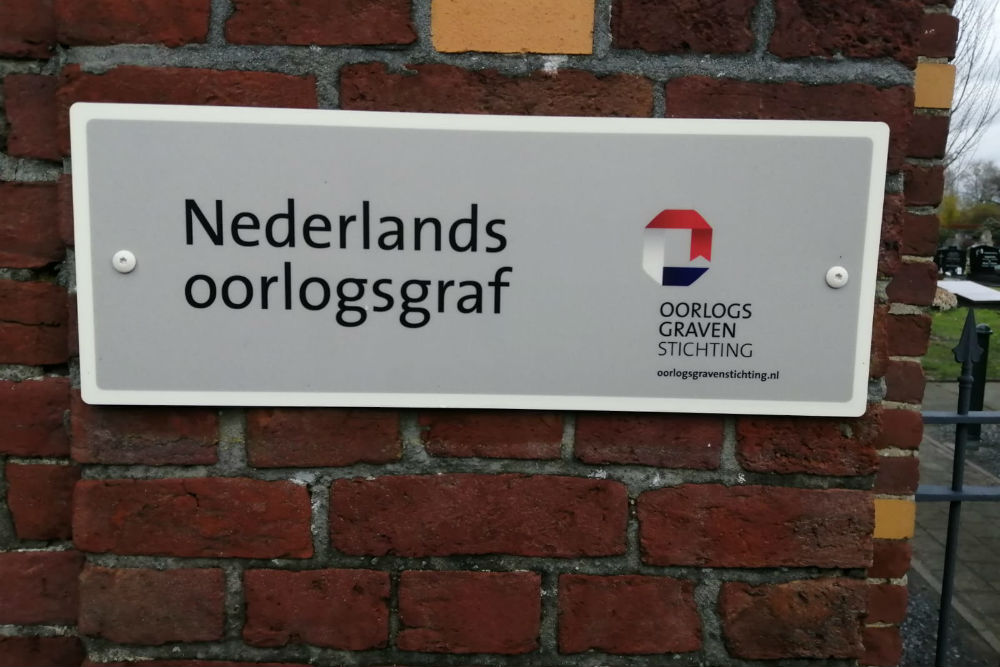 Nederlands
oorlogsgraf
OORLOGS
GRAVEN
STICHTING
oorlogsgravenstichting.nl